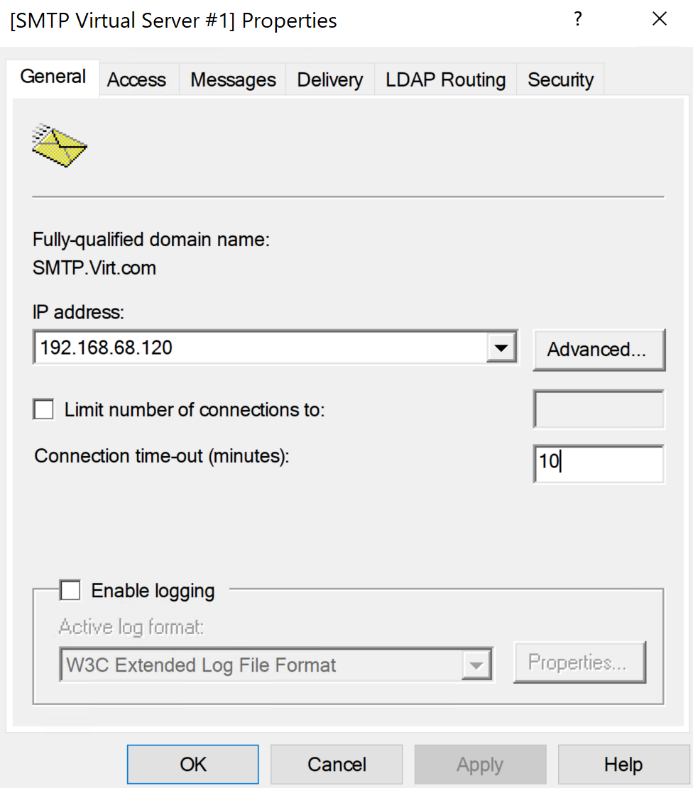 [SMTP Virtual Server #1] Properties ? ×
General Access Messages Delivery LDAP Routing Security
Fully-qualified domain name:
SMTP.Virt.com
IP address:
192.168.68.120 Advanced...
Limit number of connections to:
Connection time-out (minutes): 10
Enable logging
Active log format:
W3C Extended Log File Format Properties...
OK Cancel Apply Help